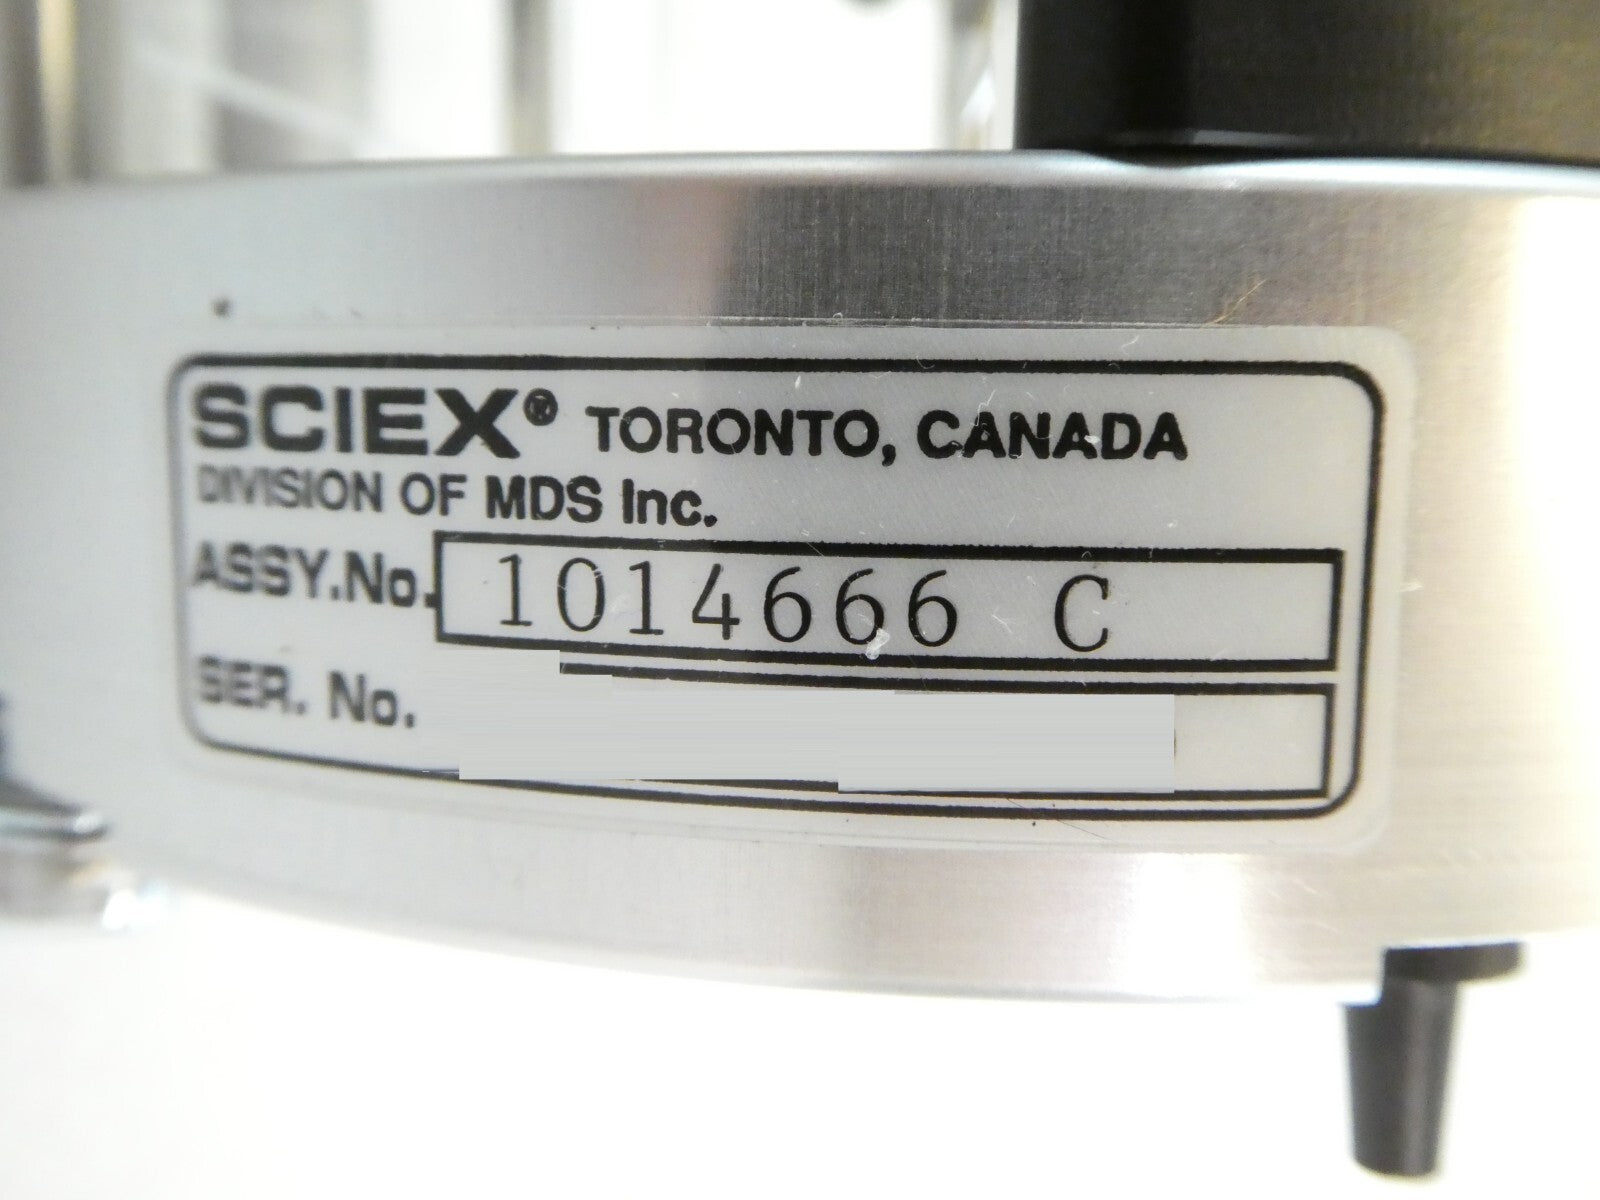 SCIEX® TORONTO, CANADA
DIVISION OF MDS Inc.
ASSY.No. 1014666 C
SER. No.